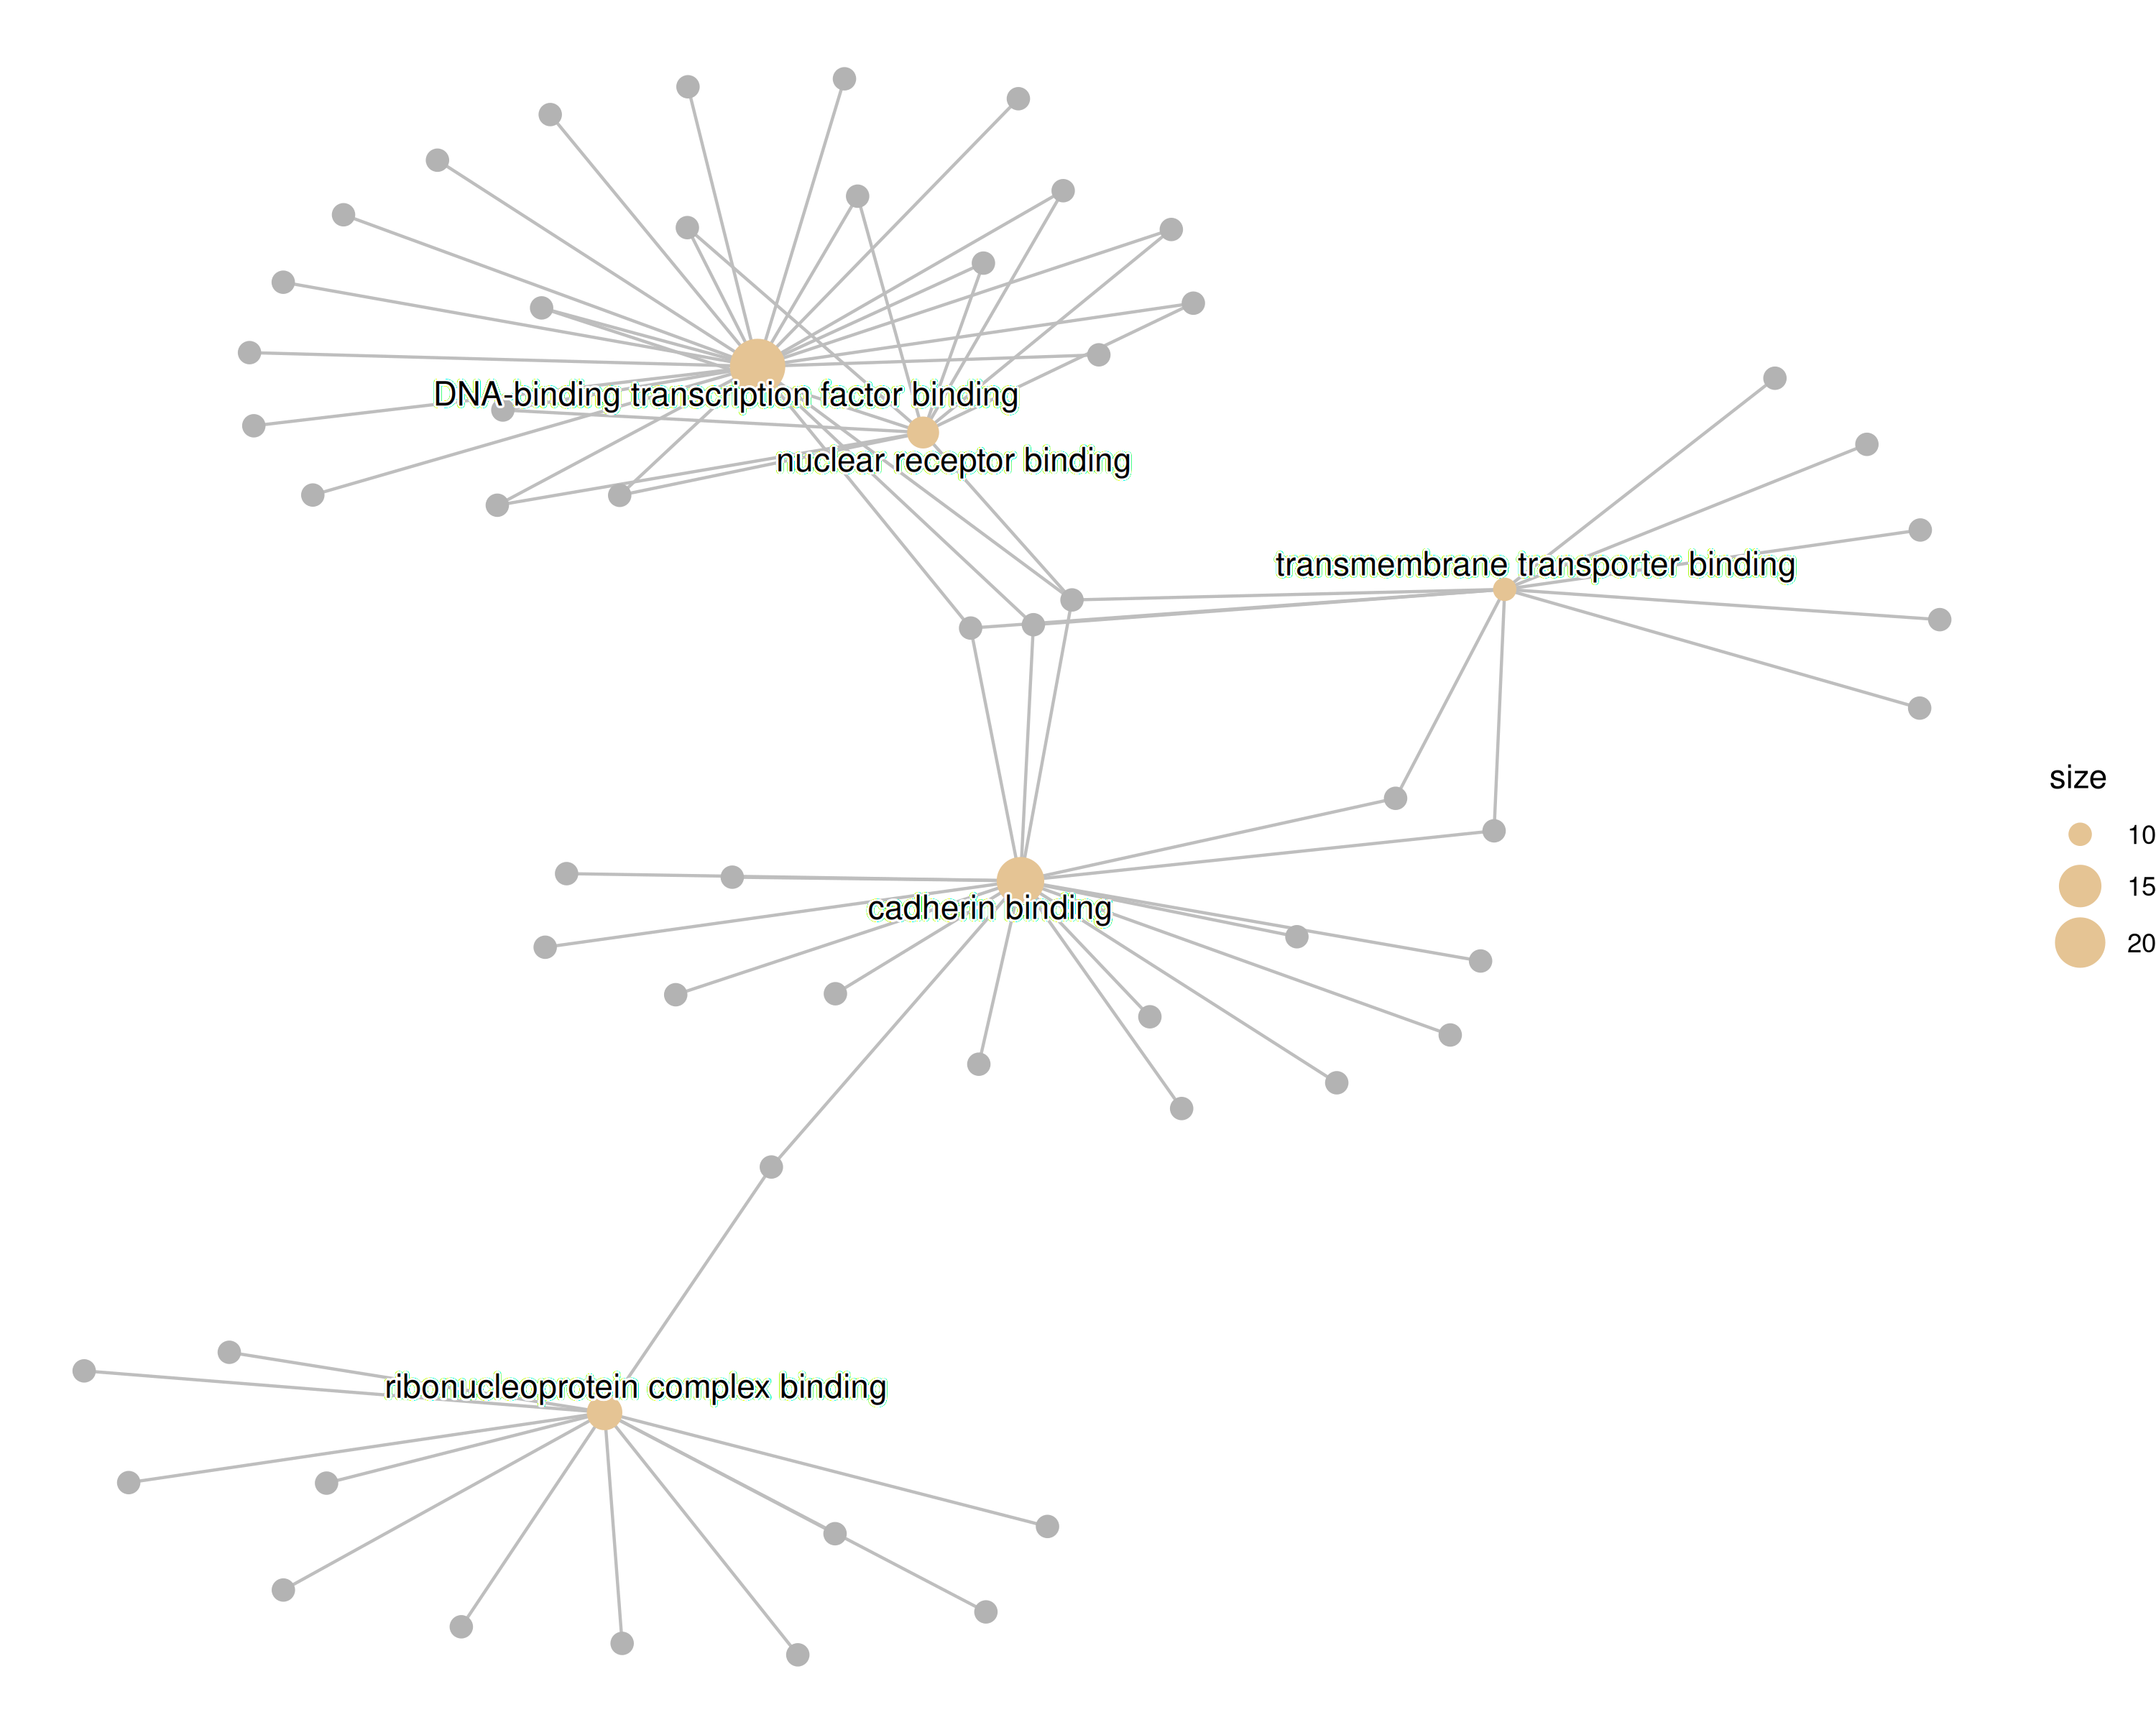 DNA-binding transcription factor binding
nuclear receptor binding
transmembrane transporter binding
cadherin binding
ribonucleoprotein complex binding
size
10
15
20